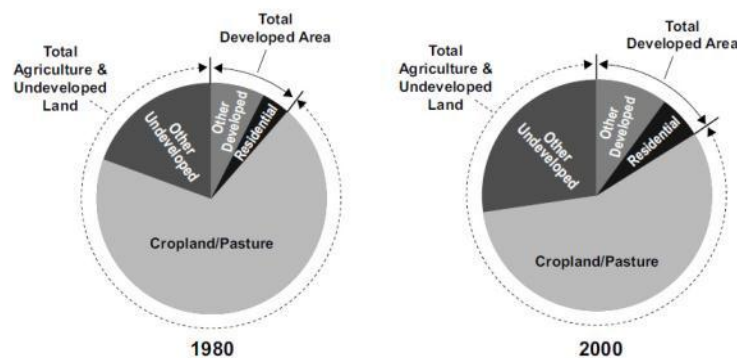 Total
Developed Area
Total
Agriculture &
Undeveloped
Land
Other
Undeveloped
Other
Developed
Residential
Cropland/Pasture
1980
Total
Developed Area
Total
Agriculture &
Undeveloped
Land
Other
Undeveloped
Other
Developed
Residential
Cropland/Pasture
2000